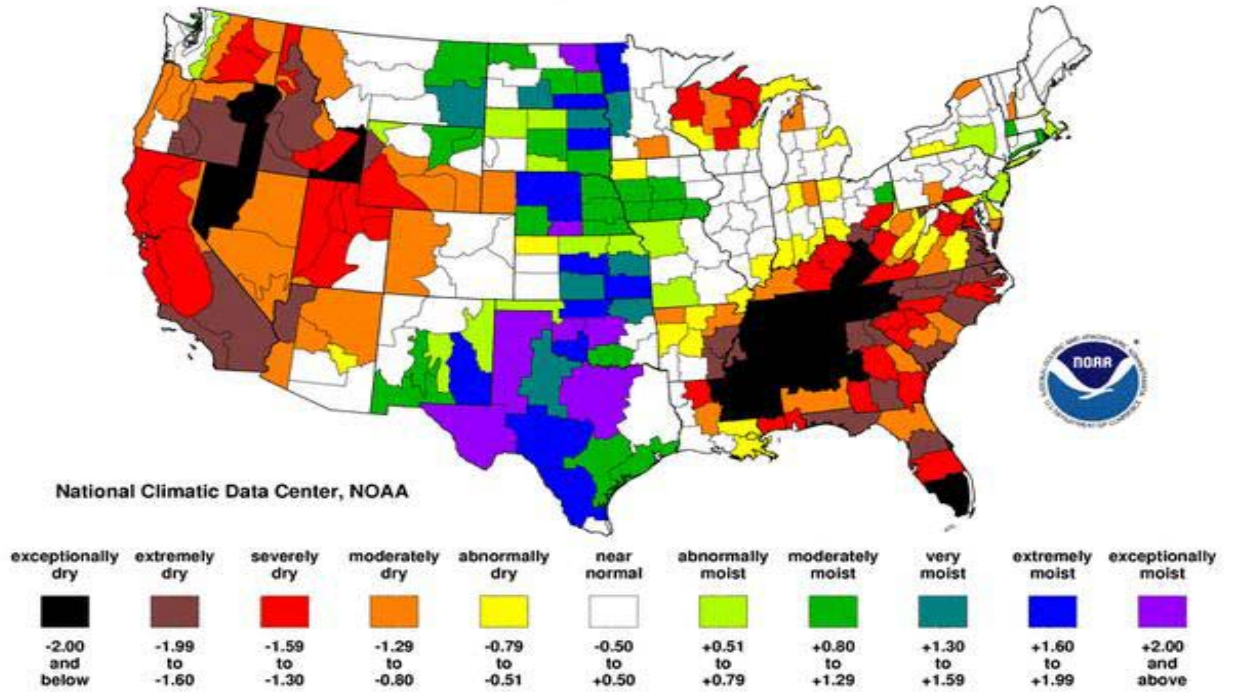 NOAA
National Climatic Data Center, NOAA
exceptionally dry
extremely dry
severely dry
moderately dry
abnormally dry
near normal
abnormally moist
moderately moist
very moist
extremely moist
exceptionally moist
-2.00 and below
-1.99 to -1.60
-1.59 to -1.30
-1.29 to -0.80
-0.79 to -0.51
-0.50 to +0.50
+0.51 to +0.79
+0.80 to +1.29
+1.30 to +1.59
+1.60 to +1.99
+2.00 and above